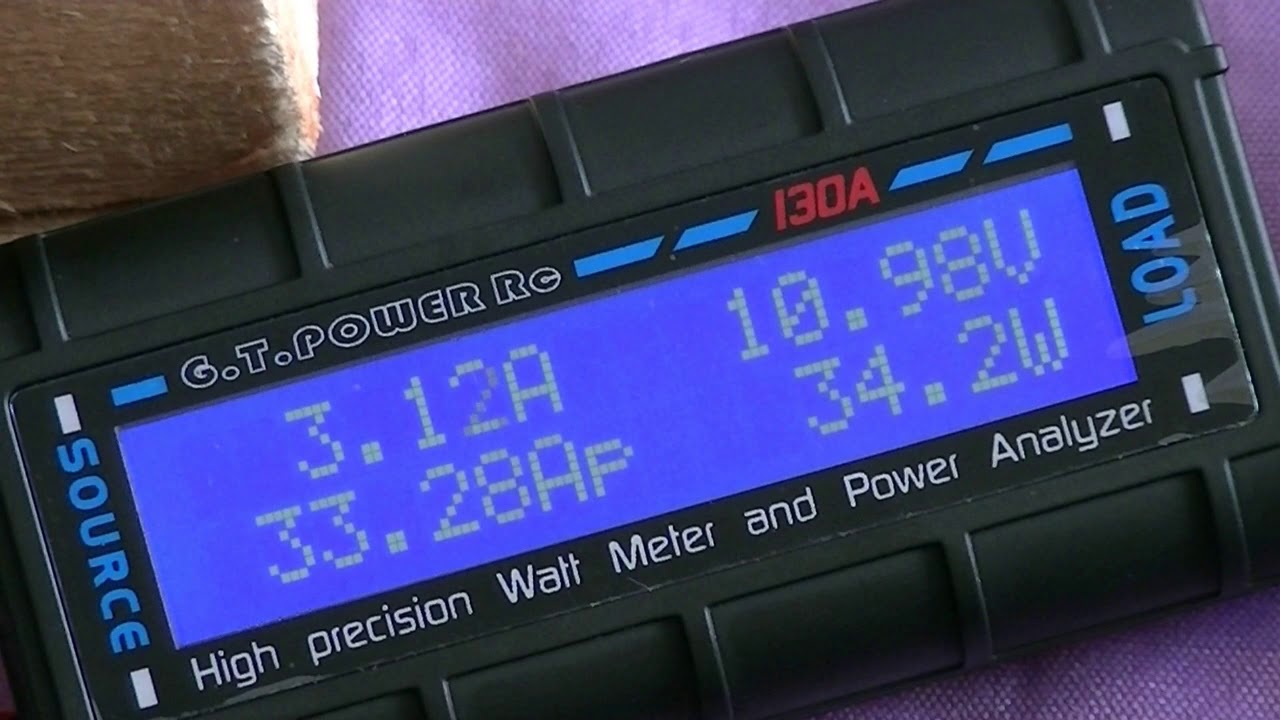 G.T.POWER RC 130A
SOURCE
3.12A 10.98V
33.28Ap 34.2W
LOAD
High precision Watt Meter and Power Analyzer